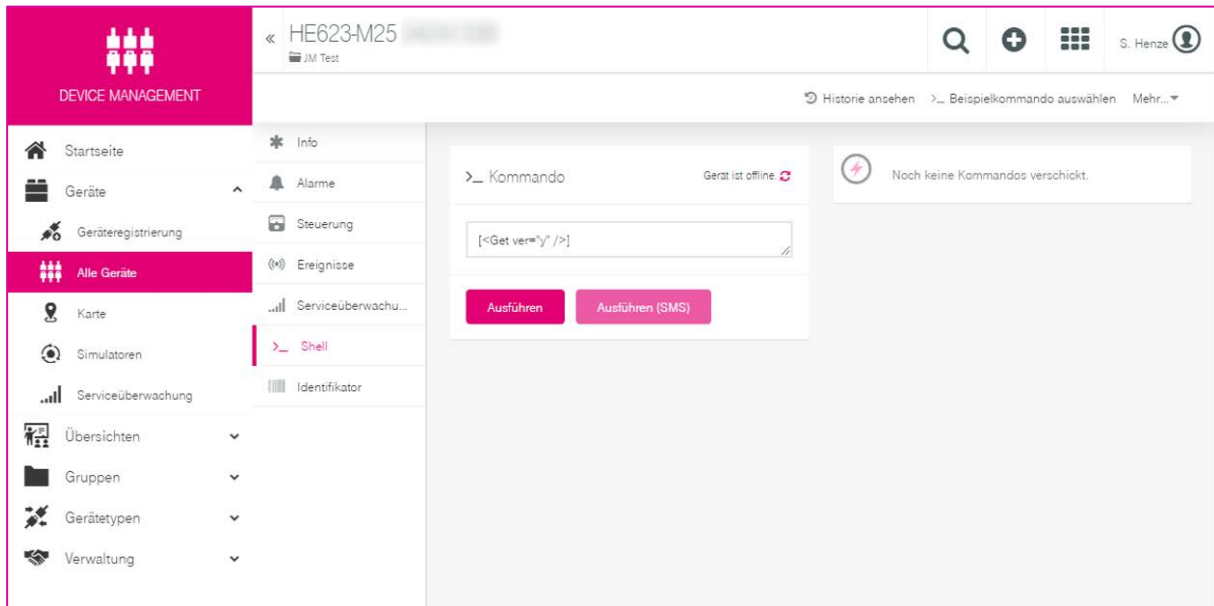 DEVICE MANAGEMENT
« HE623-M25
JM Test
S. Henze
Historie ansehen >_ Beispielkommando auswählen Mehr...
Startseite
Geräte
Geräteregistrierung
Alle Geräte
Karte
Simulatoren
Serviceüberwachung
Übersichten
Gruppen
Gerätetypen
Verwaltung
Info
Alarme
Steuerung
Ereignisse
Serviceüberwachu...
>_ Shell
Identifikator
>_ Kommando
Gerät ist offline.
[<Get ver="y" />]
Ausführen
Ausführen (SMS)
Noch keine Kommandos verschickt.